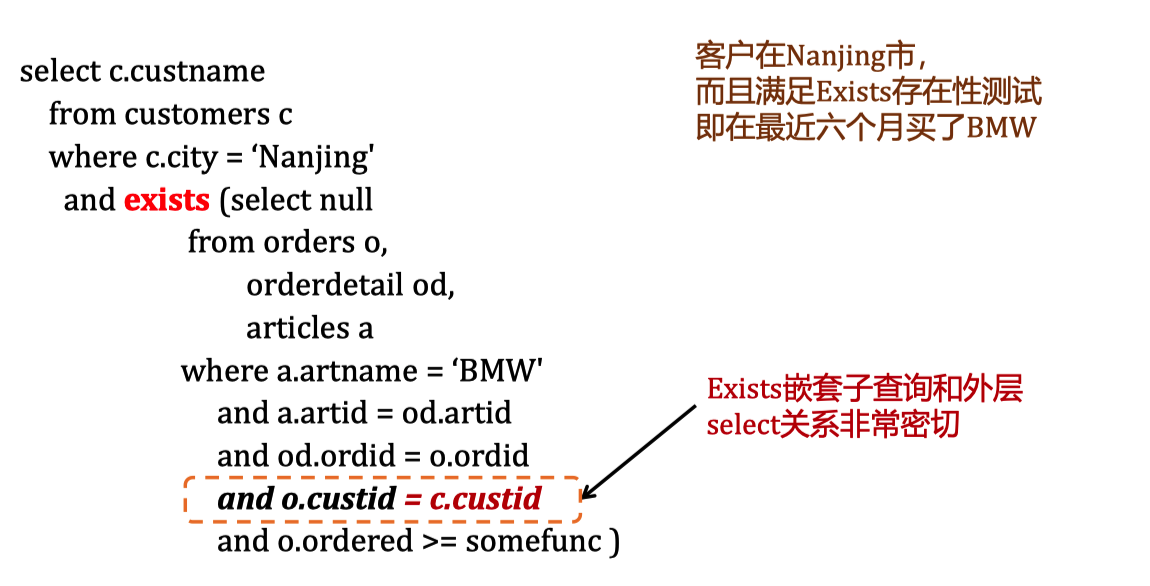 select c.custname
from customers c
where c.city = ‘Nanjing'
and exists (select null
from orders o,
orderdetail od,
articles a
where a.artname = ‘BMW'
and a.artid = od.artid
and od.ordid = o.ordid
and o.custid = c.custid
and o.ordered >= somefunc )
客户在Nanjing市，
而且满足Exists存在性测试
即在最近六个月买了BMW
Exists嵌套子查询和外层
select关系非常密切